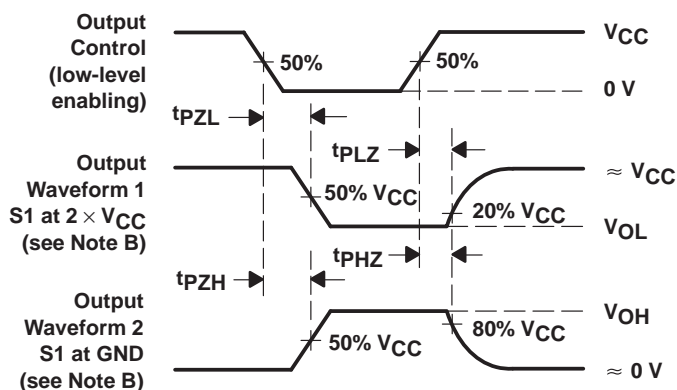 Output
Control
(low-level
enabling)
50%
50%
VCC
0 V
tPZL
tPLZ
Output
Waveform 1
S1 at 2 × VCC
(see Note B)
50% VCC
20% VCC
≈ VCC
VOL
tPZH
tPHZ
Output
Waveform 2
S1 at GND
(see Note B)
50% VCC
80% VCC
VOH
≈ 0 V